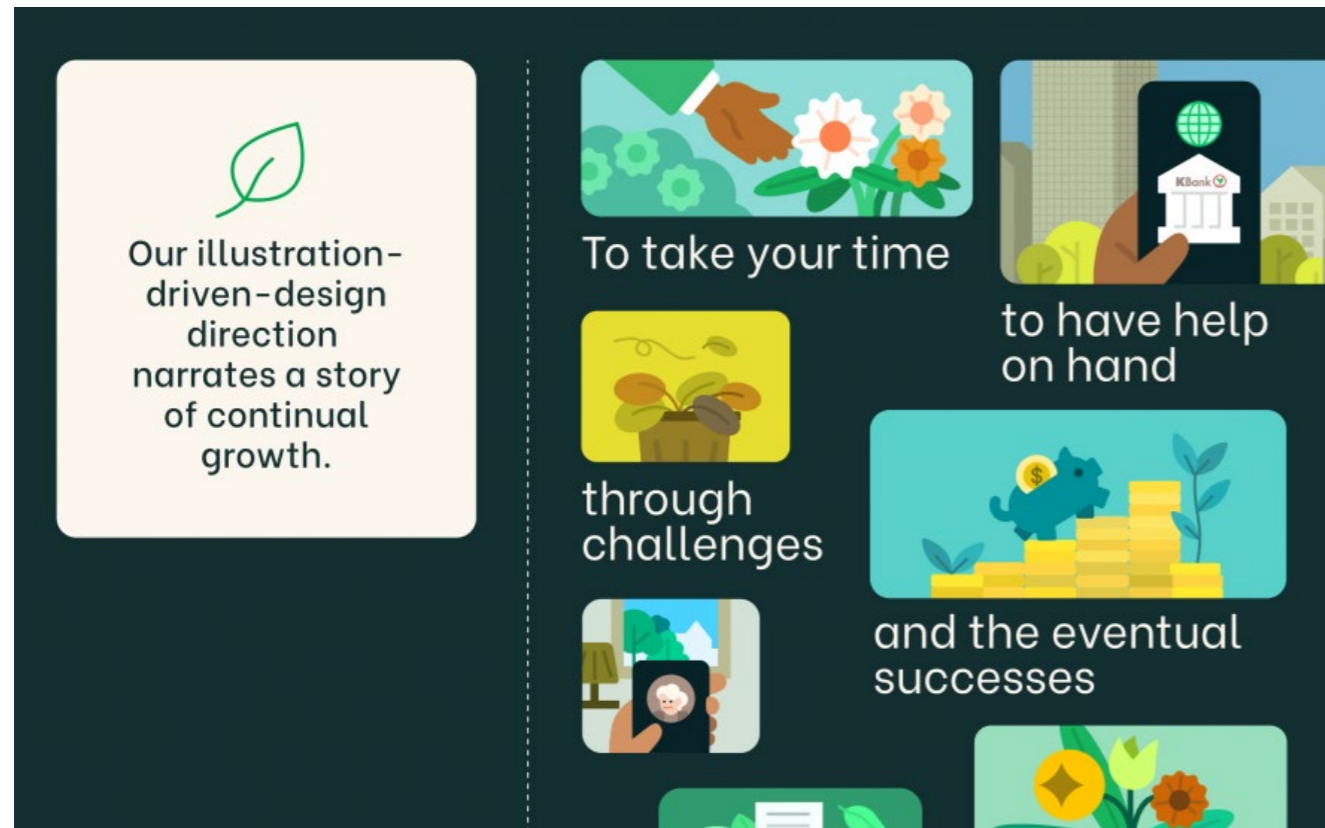 Our illustration-
driven-design
direction
narrates a story
of continual
growth.
To take your time
KBank
to have help
on hand
through
challenges
$
and the eventual
successes